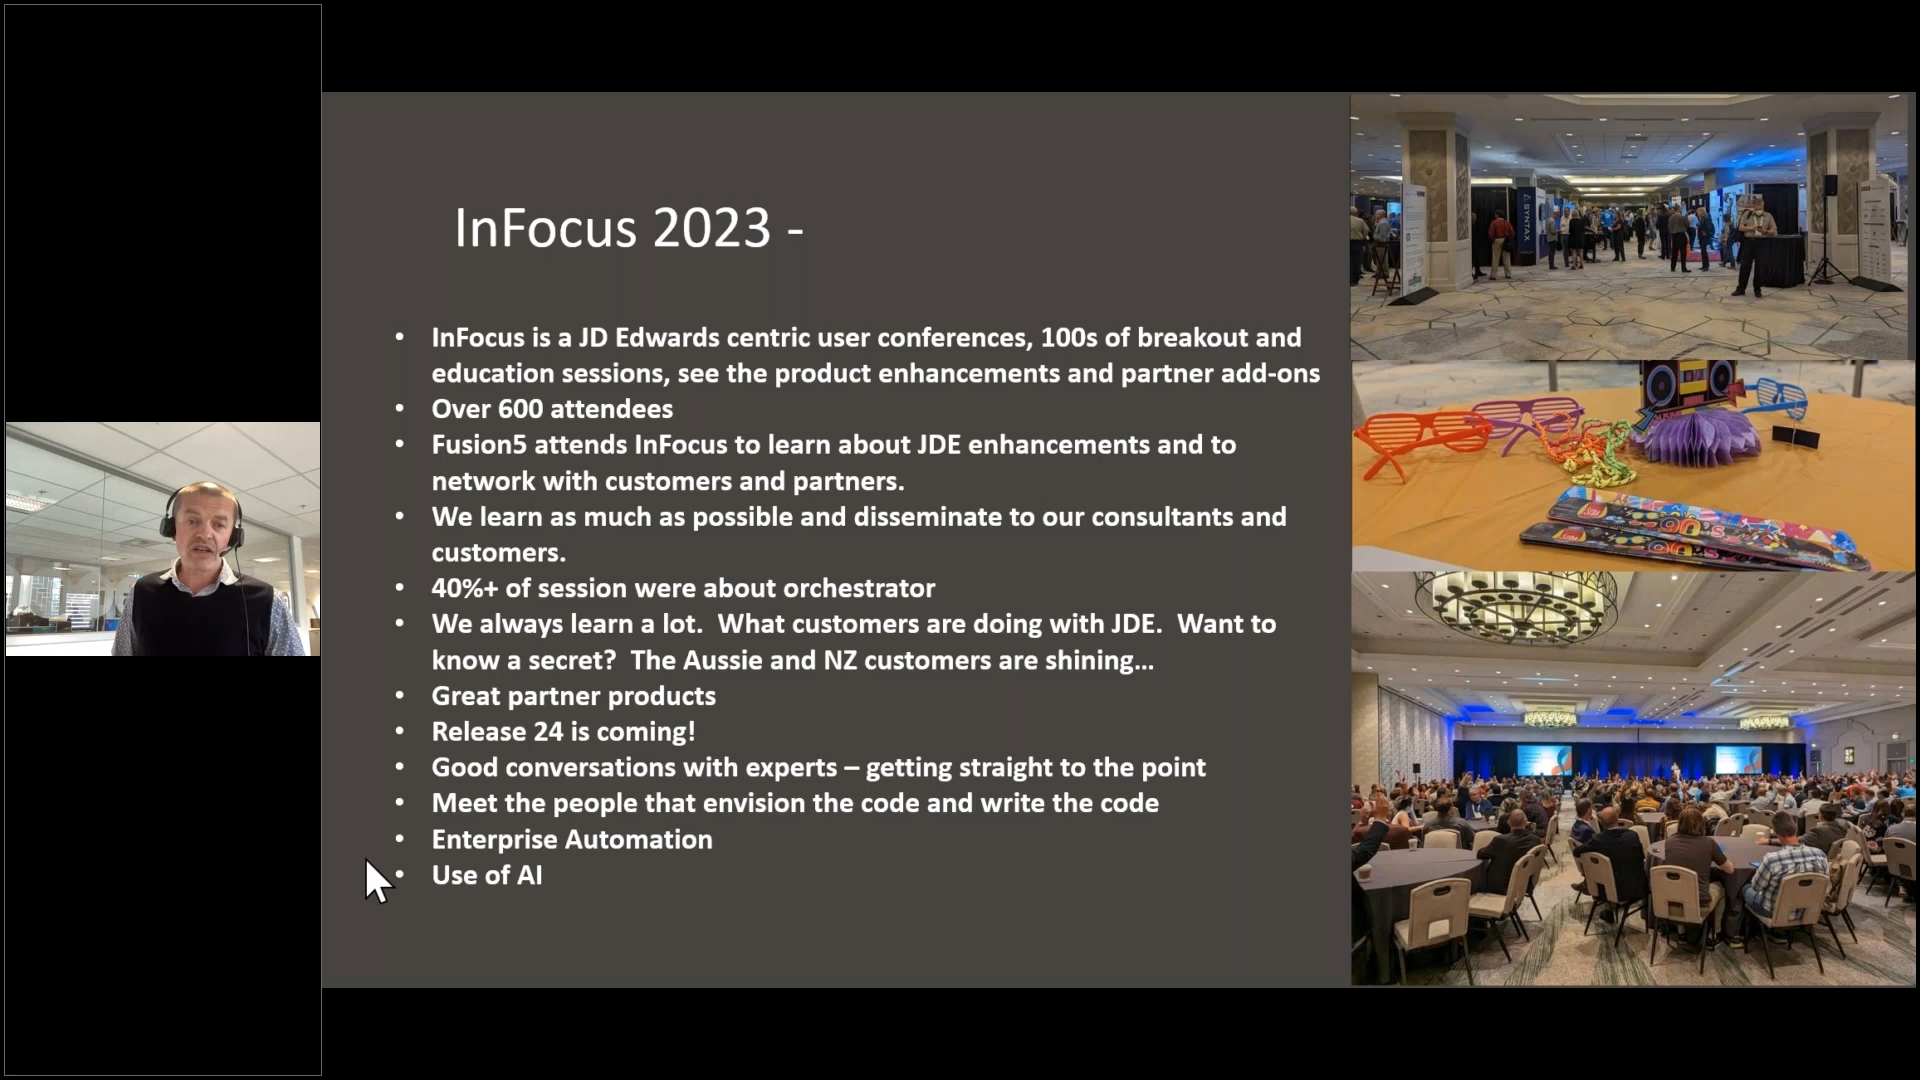 InFocus 2023 -
• InFocus is a JD Edwards centric user conferences, 100s of breakout and
education sessions, see the product enhancements and partner add-ons
• Over 600 attendees
• Fusion5 attends InFocus to learn about JDE enhancements and to
network with customers and partners.
• We learn as much as possible and disseminate to our consultants and
customers.
• 40%+ of session were about orchestrator
• We always learn a lot.  What customers are doing with JDE.  Want to
know a secret?  The Aussie and NZ customers are shining...
• Great partner products
• Release 24 is coming!
• Good conversations with experts – getting straight to the point
• Meet the people that envision the code and write the code
• Enterprise Automation
• Use of AI
SYNTAX
90's